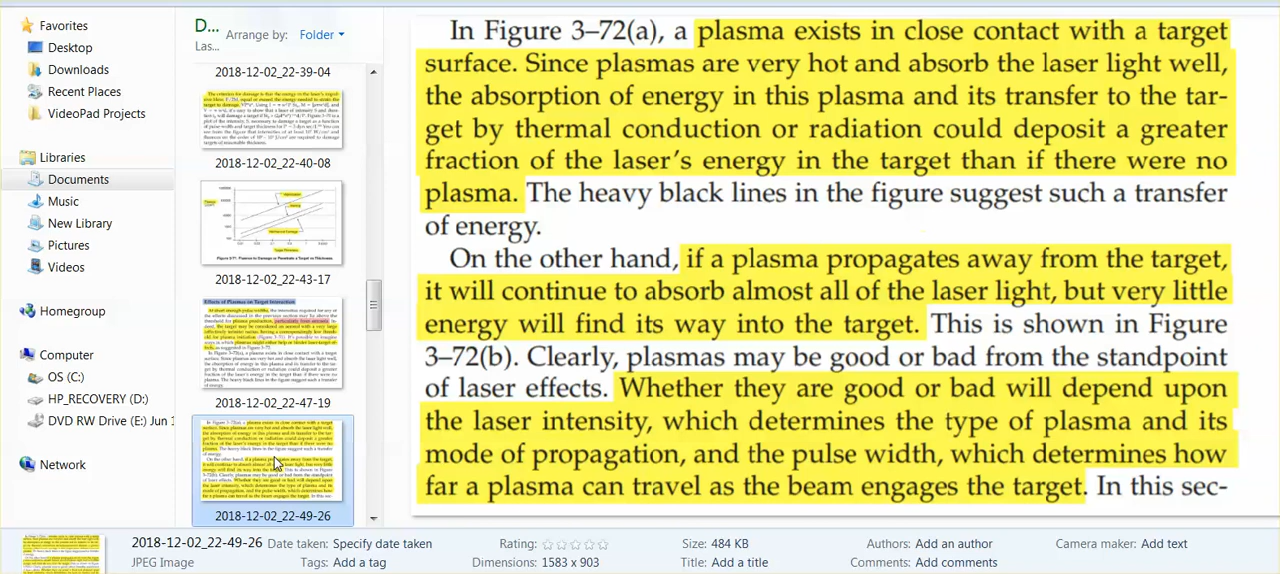 Favorites
Desktop
Downloads
Recent Places
VideoPad Projects
Libraries
Documents
Music
New Library
Pictures
Videos
Homegroup
Computer
OS (C:)
HP_RECOVERY (D:)
DVD RW Drive (E:) Jun 1
Network
D...
Las...
Arrange by: Folder
2018-12-02_22-39-04
2018-12-02_22-40-08
2018-12-02_22-43-17
Effects of Plasmas on Target Interaction
2018-12-02_22-47-19
2018-12-02_22-49-26
In Figure 3–72(a), a plasma exists in close contact with a target
surface. Since plasmas are very hot and absorb the laser light well,
the absorption of energy in this plasma and its transfer to the tar-
get by thermal conduction or radiation could deposit a greater
fraction of the laser's energy in the target than if there were no
plasma. The heavy black lines in the figure suggest such a transfer
of energy.
On the other hand, if a plasma propagates away from the target,
it will continue to absorb almost all of the laser light, but very little
energy will find its way into the target. This is shown in Figure
3–72(b). Clearly, plasmas may be good or bad from the standpoint
of laser effects. Whether they are good or bad will depend upon
the laser intensity, which determines the type of plasma and its
mode of propagation, and the pulse width, which determines how
far a plasma can travel as the beam engages the target. In this sec-
2018-12-02_22-49-26 Date taken: Specify date taken Rating: Size: 484 KB Authors: Add an author Camera maker: Add text
JPEG Image Tags: Add a tag Dimensions: 1583 x 903 Title: Add a title Comments: Add comments